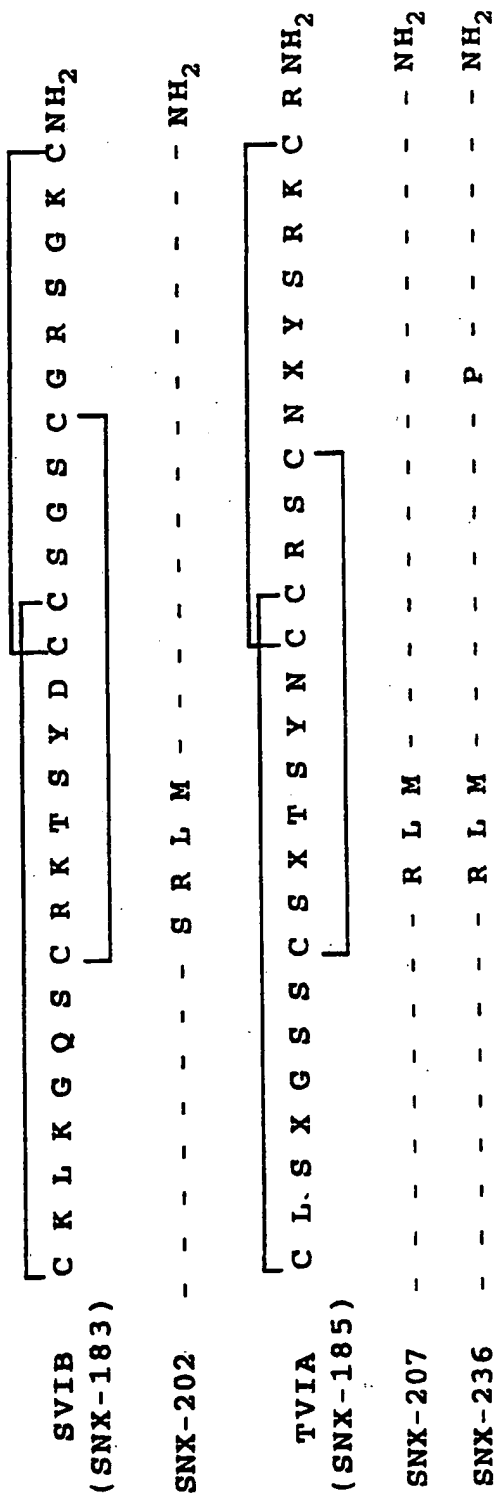 SVIB C K L K G Q S C R K T S Y D C C S G S C G R S G K C NH2
(SNX-183)
SNX-202 - - - - - - - - S R L M - - - - - - - - - - - - - - NH2
TVIA C L S X G S S C S X T S Y N C C R S C N X Y S R K C R NH2
(SNX-185)
SNX-207 - - - - - - - - - R L M - - - - - - - - - - - - - - - NH2
SNX-236 - - - - - - - - - R L M - - - - - - - - P - - - - - - NH2